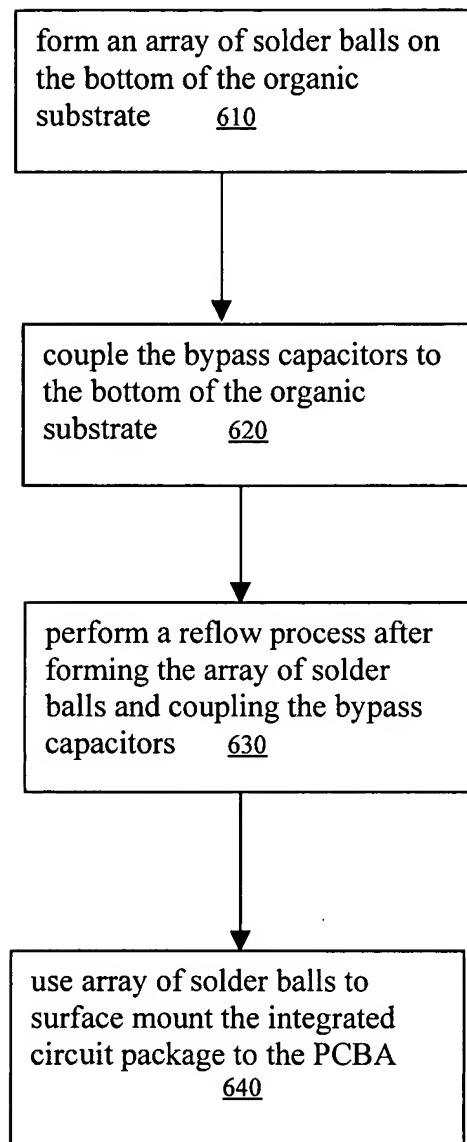 form an array of solder balls on
the bottom of the organic
substrate 610
couple the bypass capacitors to
the bottom of the organic
substrate 620
perform a reflow process after
forming the array of solder
balls and coupling the bypass
capacitors 630
use array of solder balls to
surface mount the integrated
circuit package to the PCBA
640